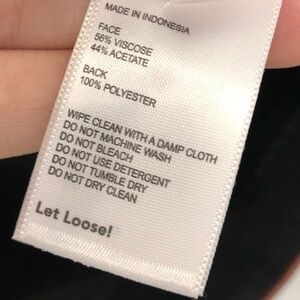 MADE IN INDONESIA
FACE
56% VISCOSE
44% ACETATE
BACK
100% POLYESTER
WIPE CLEAN WITH A DAMP CLOTH
DO NOT MACHINE WASH
DO NOT BLEACH
DO NOT USE DETERGENT
DO NOT TUMBLE DRY
DO NOT DRY CLEAN
Let Loose!